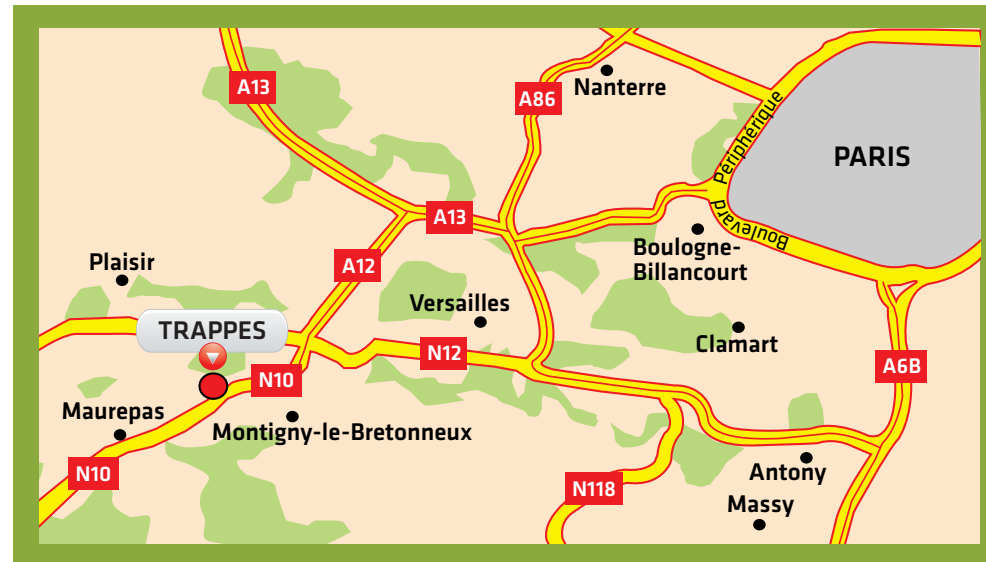 A13
A86
Nanterre
Périphérique
PARIS
A13
Boulevard
Boulogne-
Billancourt
A12
Plaisir
Versailles
TRAPPES
Clamart
N12
A6B
N10
Maurepas
Montigny-le-Bretonneux
N10
Antony
N118
Massy